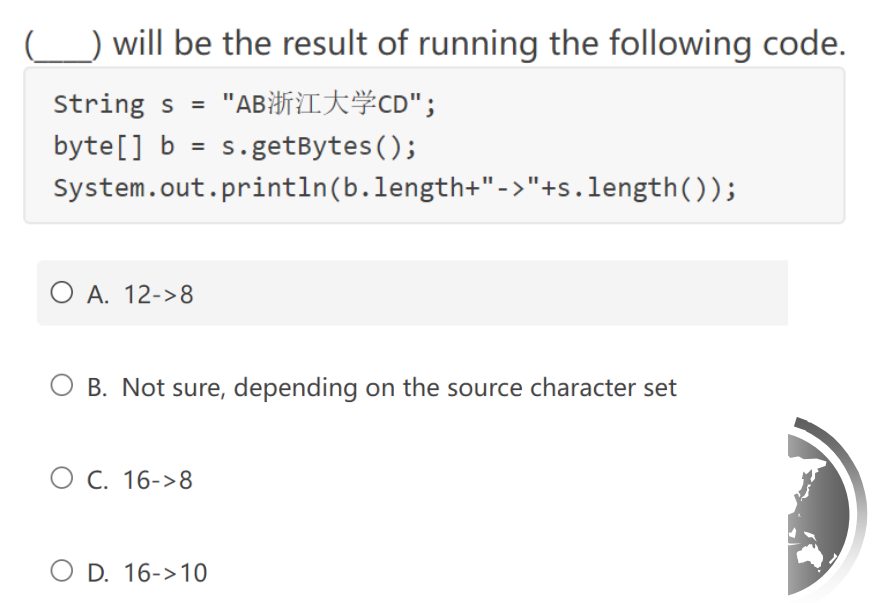 (____) will be the result of running the following code.
String s = "AB浙江大学CD";
byte[] b = s.getBytes();
System.out.println(b.length+"->"+s.length());
A. 12->8
B. Not sure, depending on the source character set
C. 16->8
D. 16->10